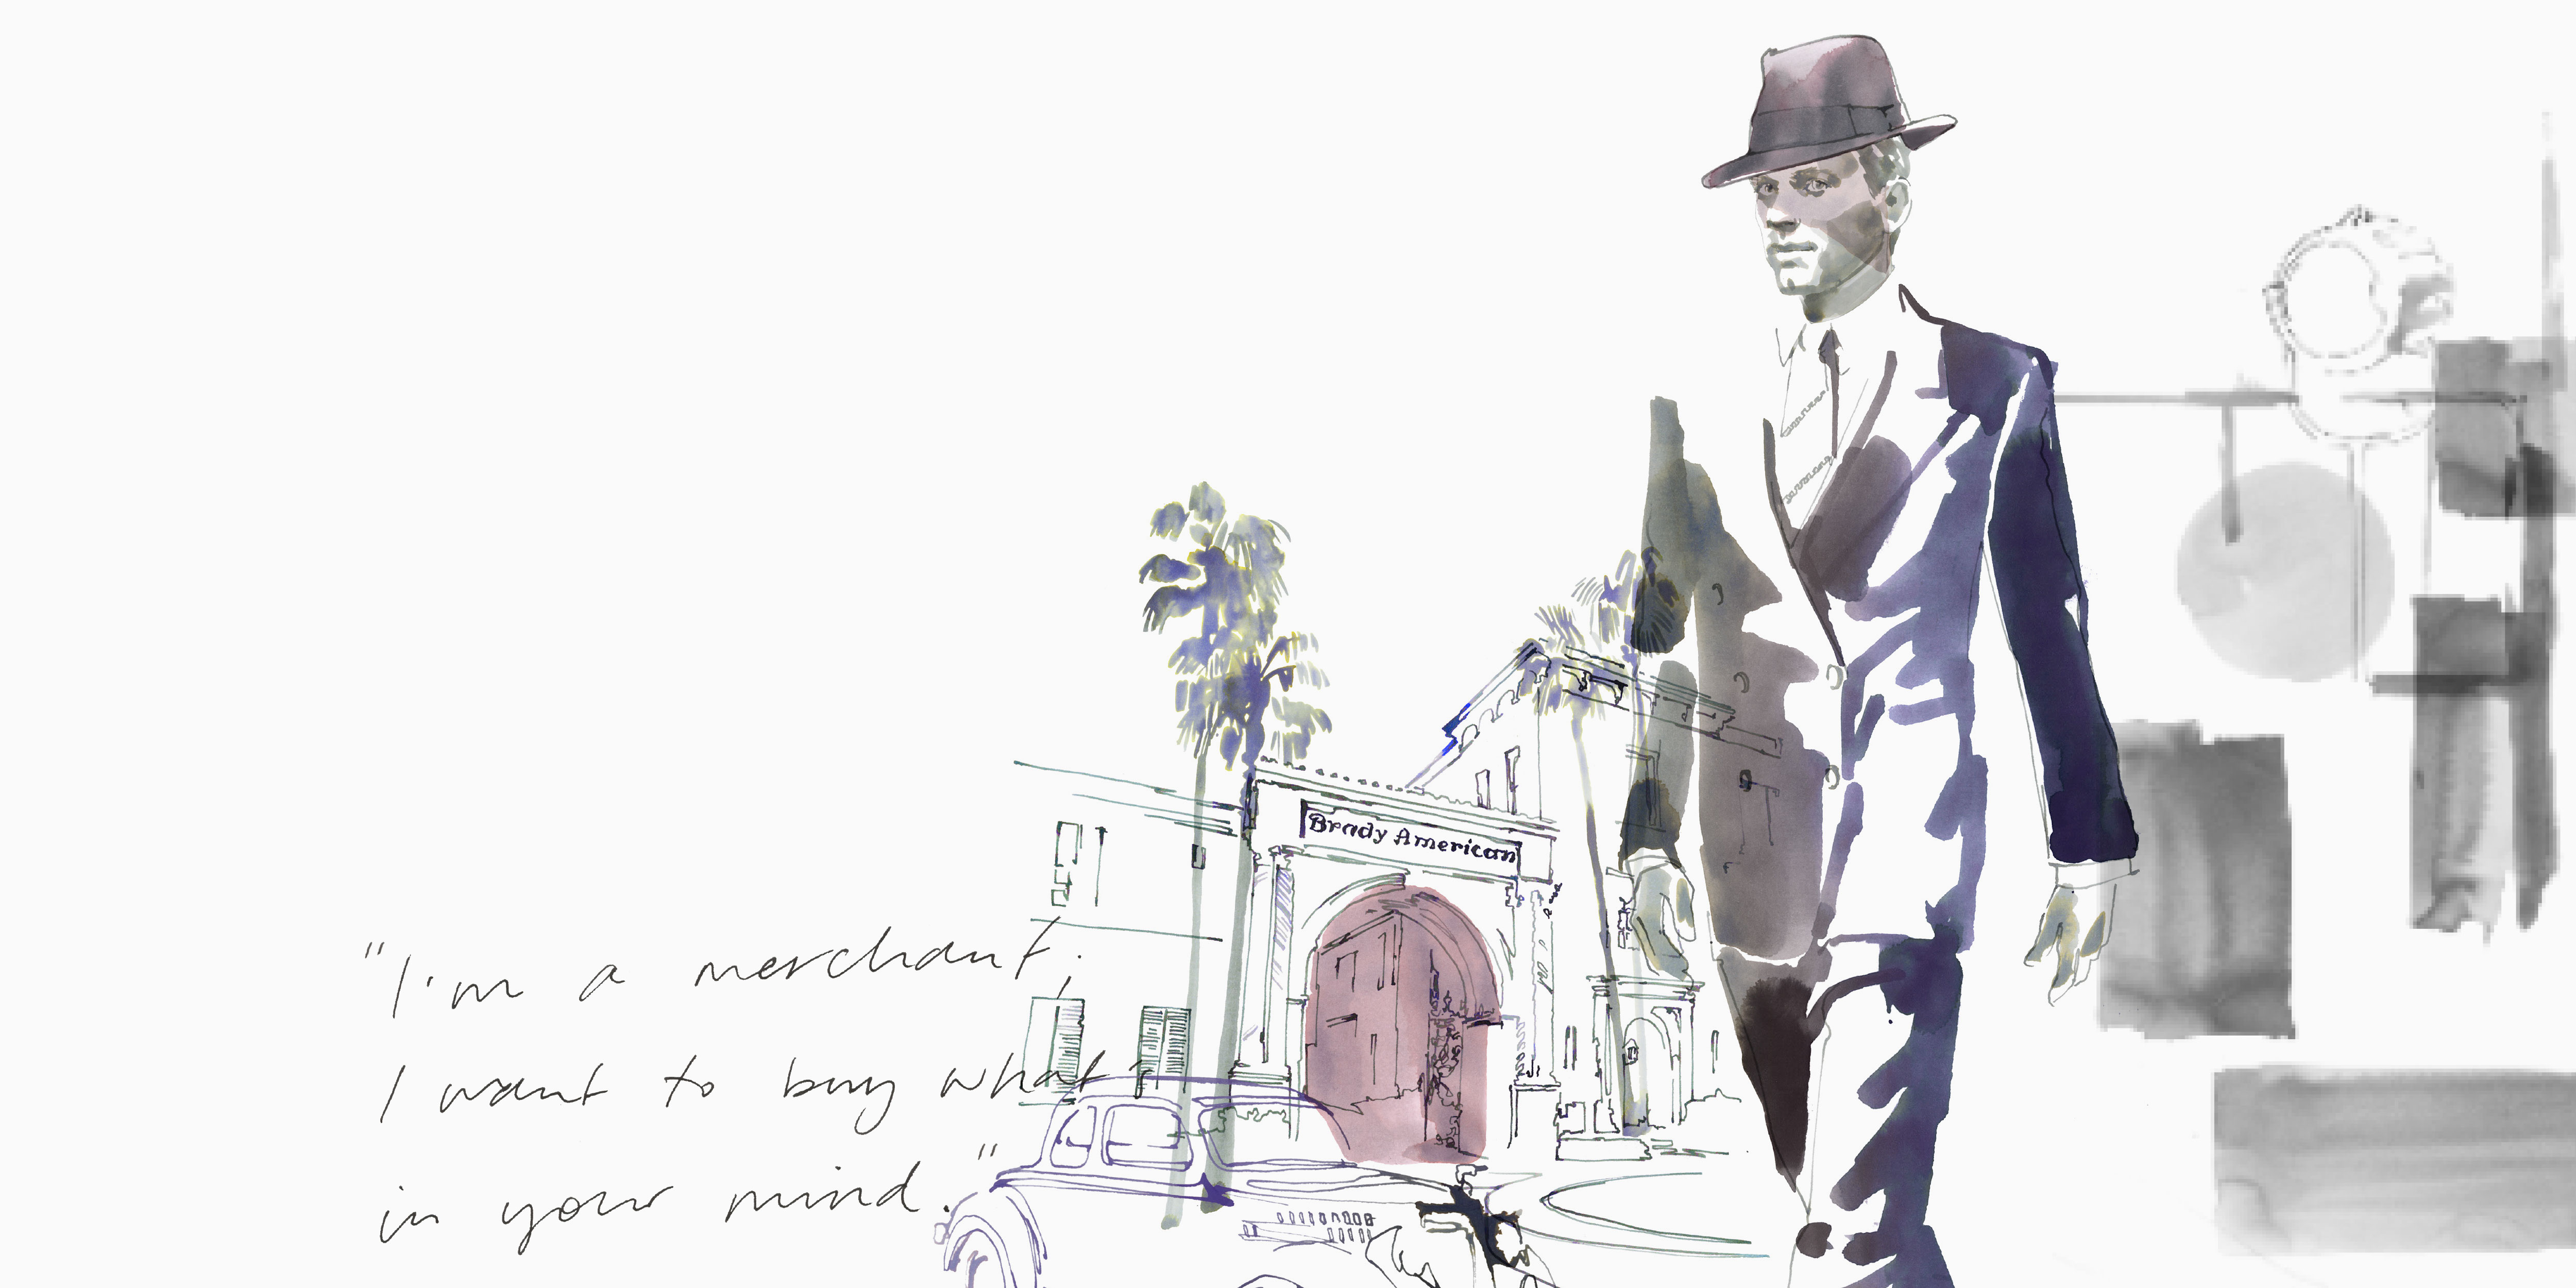 Brady American
"I'm a merchant,
I want to buy what's
in your mind."